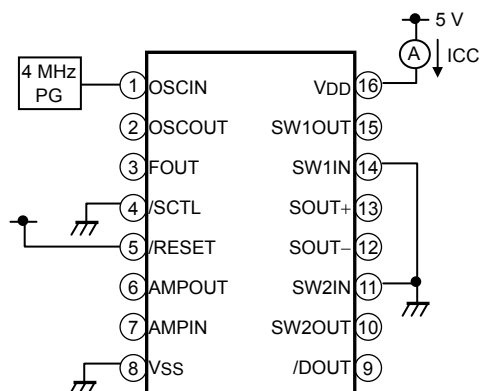 5 V
A
ICC
4 MHz
PG
1 OSCIN
2 OSCOUT
3 FOUT
4 /SCTL
5 /RESET
6 AMPOUT
7 AMPIN
8 VSS
VDD 16
SW1OUT 15
SW1IN 14
SOUT+ 13
SOUT− 12
SW2IN 11
SW2OUT 10
/DOUT 9